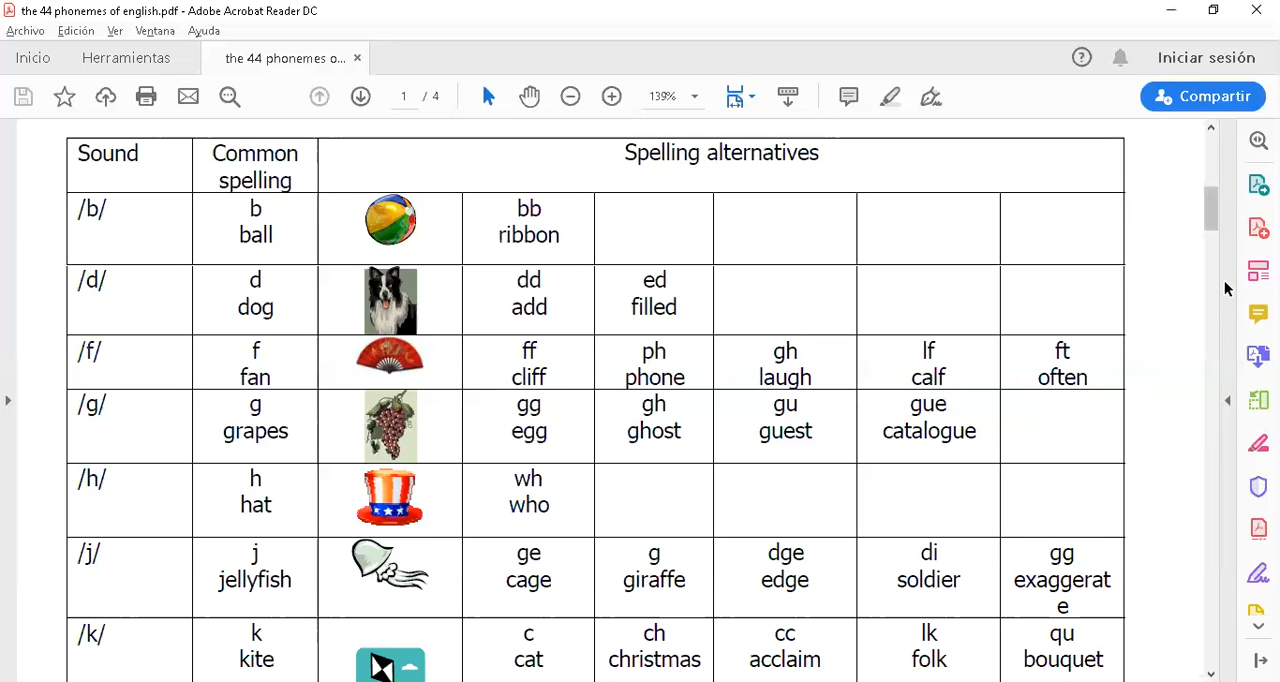 the 44 phonemes of english.pdf - Adobe Acrobat Reader DC
Archivo Edición Ver Ventana Ayuda
Inicio Herramientas the 44 phonemes o... × Iniciar sesión
1 / 4 139% Compartir
Sound Common spelling Spelling alternatives
/b/ b bb
ball ribbon
/d/ d dd ed
dog add filled
/f/ f ff ph gh lf ft
fan cliff phone laugh calf often
/g/ g gg gh gu gue
grapes egg ghost guest catalogue
/h/ h wh
hat who
/j/ j ge g dge di gg
jellyfish cage giraffe edge soldier exaggerat
e
/k/ k c ch cc lk qu
kite cat christmas acclaim folk bouquet